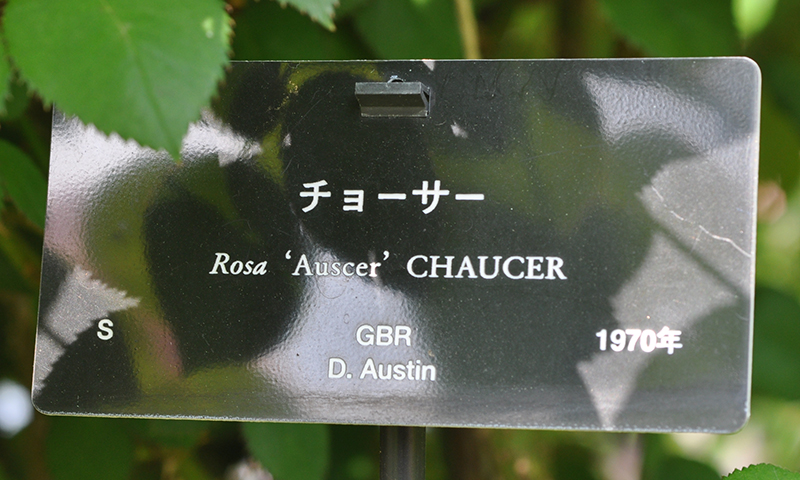 チョーサー
Rosa ‘Auscer’ CHAUCER
S GBR 1970年
D. Austin